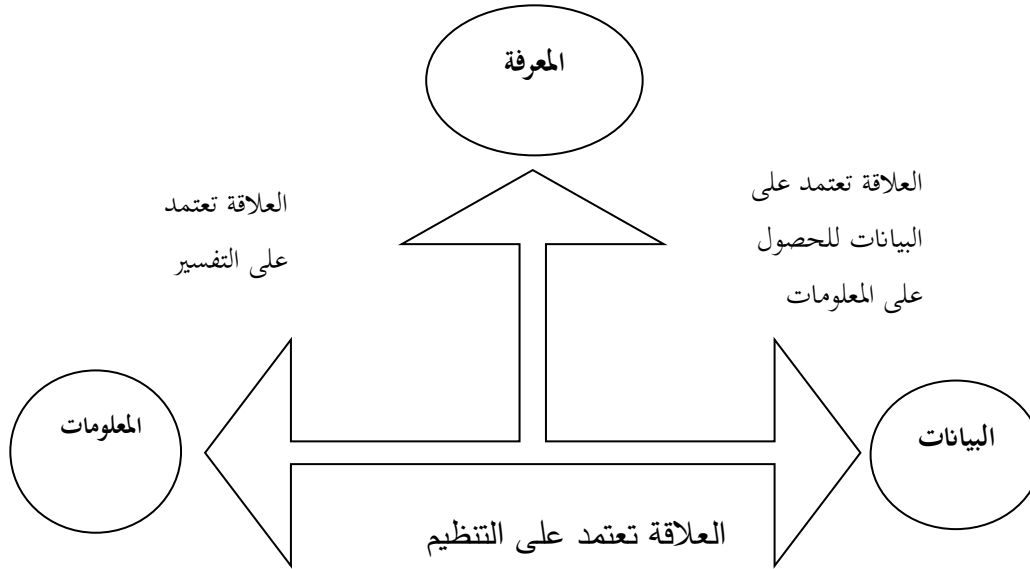 المعرفة
العلاقة تعتمد على
البيانات للحصول
على المعلومات
العلاقة تعتمد
على التفسير
البيانات
المعلومات
العلاقة تعتمد على التنظيم